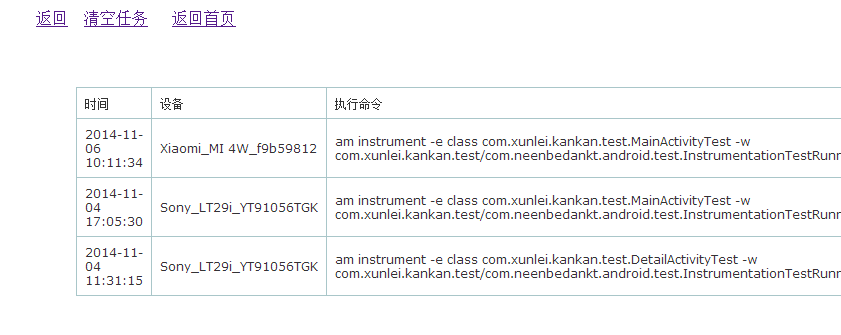 返回 清空任务 返回首页
时间 设备 执行命令
2014-11-
06
10:11:34
Xiaomi_MI 4W_f9b59812
am instrument -e class com.xunlei.kankan.test.MainActivityTest -w
com.xunlei.kankan.test/com.neenbedankt.android.test.InstrumentationTestRunn
2014-11-
04
17:05:30
Sony_LT29i_YT91056TGK
am instrument -e class com.xunlei.kankan.test.MainActivityTest -w
com.xunlei.kankan.test/com.neenbedankt.android.test.InstrumentationTestRunn
2014-11-
04
11:31:15
Sony_LT29i_YT91056TGK
am instrument -e class com.xunlei.kankan.test.DetailActivityTest -w
com.xunlei.kankan.test/com.neenbedankt.android.test.InstrumentationTestRunn